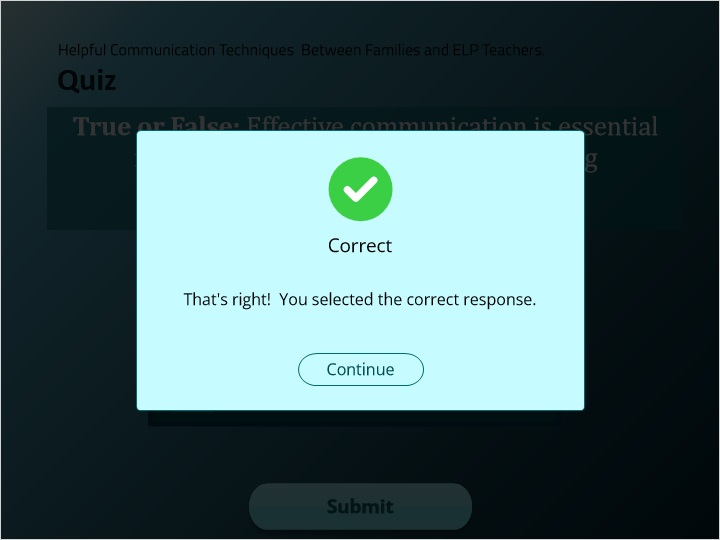 Helpful Communication Techniques  Between Families and ELP Teachers.
Quiz
True or False: Effective communication is essential
Correct
That's right!  You selected the correct response.
Continue
Submit